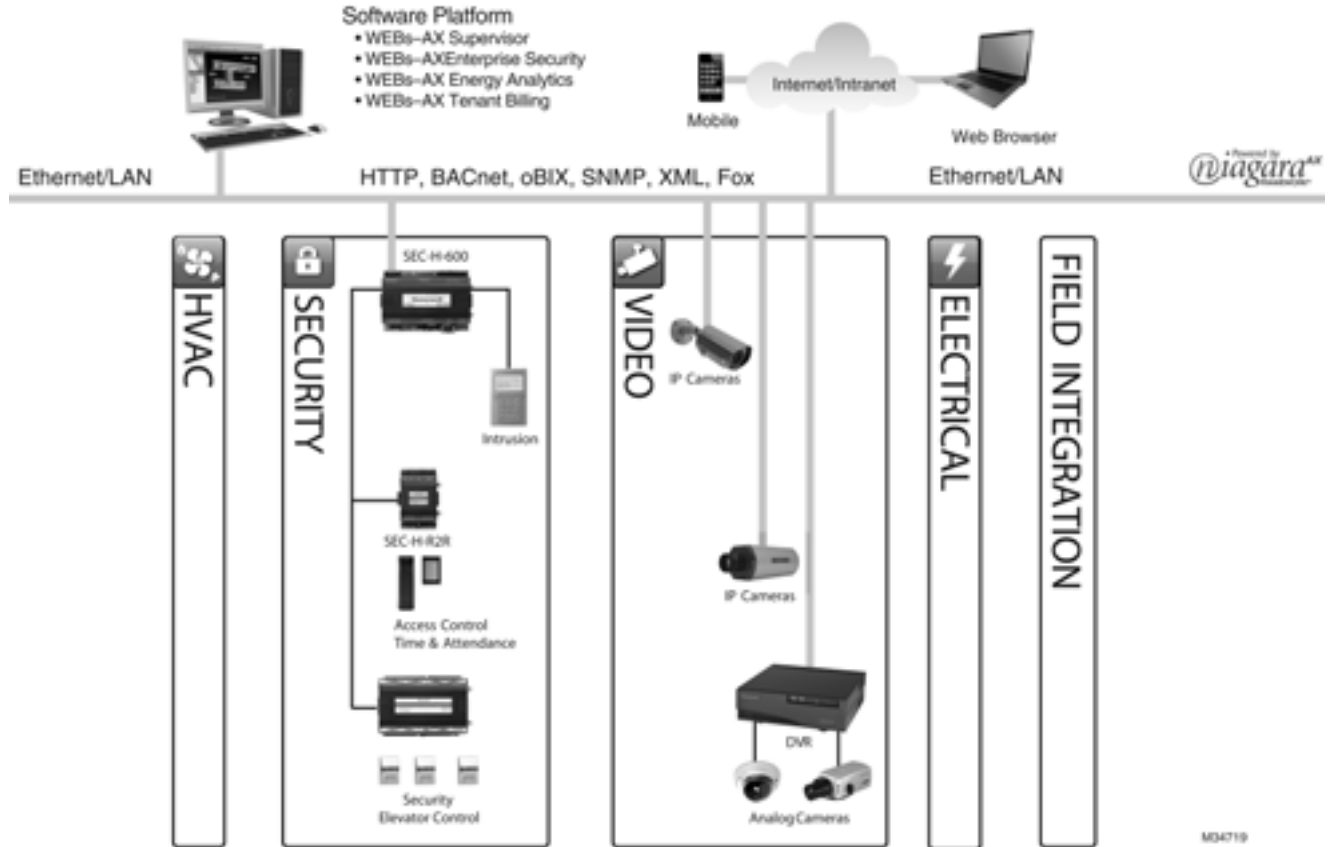 Software Platform
• WEBs–AX Supervisor
• WEBs–AXEnterprise Security
• WEBs–AX Energy Analytics
• WEBs–AX Tenant Billing
Internet/Intranet
Mobile
Web Browser
Ethernet/LAN
HTTP, BACnet, oBIX, SNMP, XML, Fox
Ethernet/LAN
Powered by
niagara AX
HVAC
SECURITY
SEC-H-600
Intrusion
SEC-H-R2R
Access Control
Time & Attendance
Security
Elevator Control
VIDEO
IP Cameras
IP Cameras
DVR
Analog Cameras
ELECTRICAL
FIELD INTEGRATION
M34719